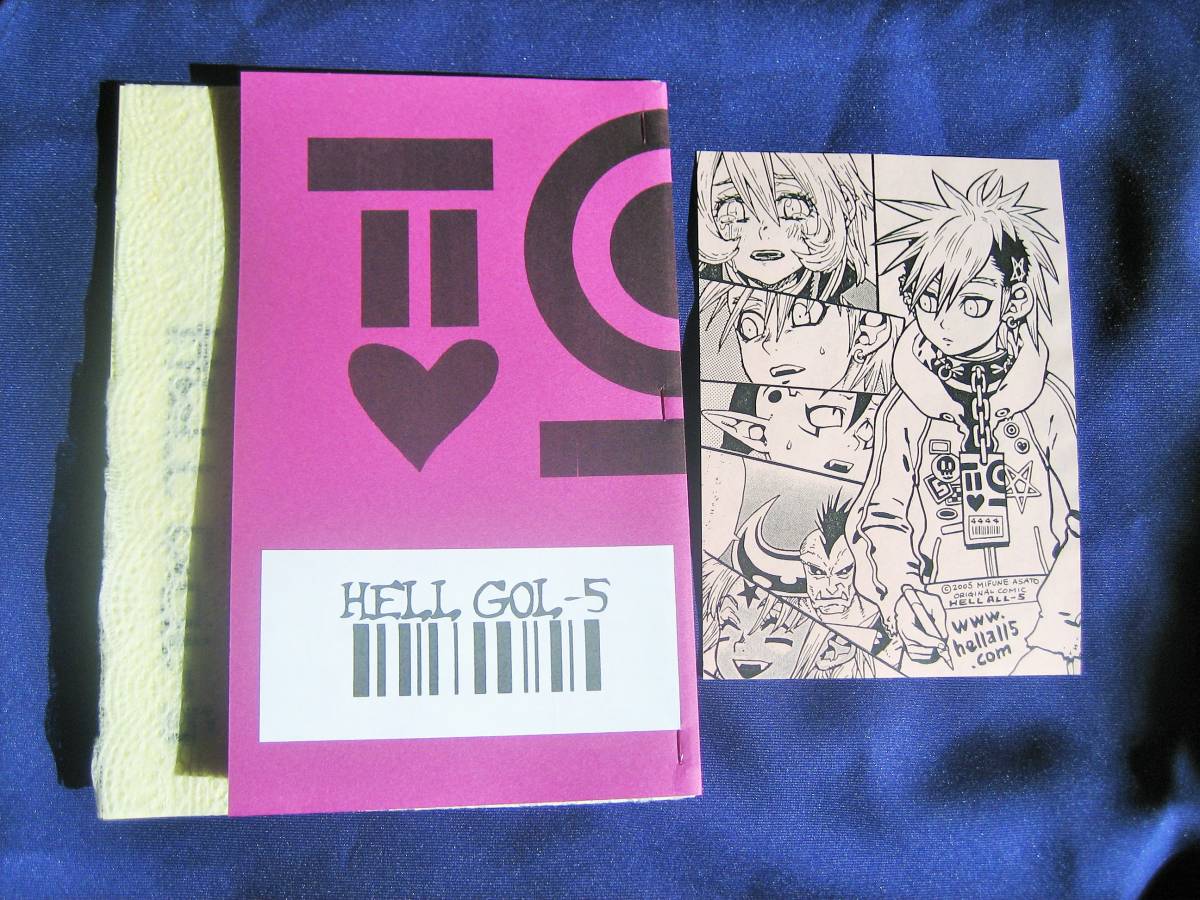 HELL GOL-5
4444
©2005 MIFUNE ASATO
ORIGINAL COMIC
HELL ALL-5
www.
hellall5
.com